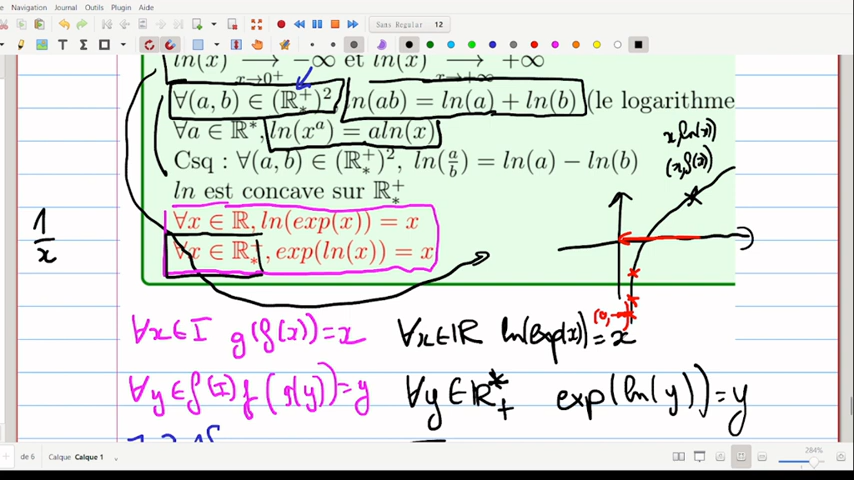 Navigation Journal Outils Plugin Aide
Sans Regular 12
ln(x) ⟶ −∞ et ln(x) ⟶ +∞
x→0⁺ x→+∞
∀(a, b) ∈ (ℝ₊*)², ln(ab) = ln(a) + ln(b) (le logarithme
∀a ∈ ℝ*, ln(xᵃ) = aln(x)
x, ln(x))
(x, f(x))
Csq : ∀(a, b) ∈ (ℝ⁺₊*)², ln(a/b) = ln(a) − ln(b)
ln est concave sur ℝ⁺*
1/x
∀x ∈ ℝ, ln(exp(x)) = x
∀x ∈ ℝ⁺*, exp(ln(x)) = x
∀x ∈ I g(f(x)) = x ∀x ∈ ℝ ln(exp(x)) = x
∀y ∈ f(I) f(g(y)) = y ∀y ∈ ℝ₊* exp(ln(y)) = y
de 6 Calque Calque 1 284%